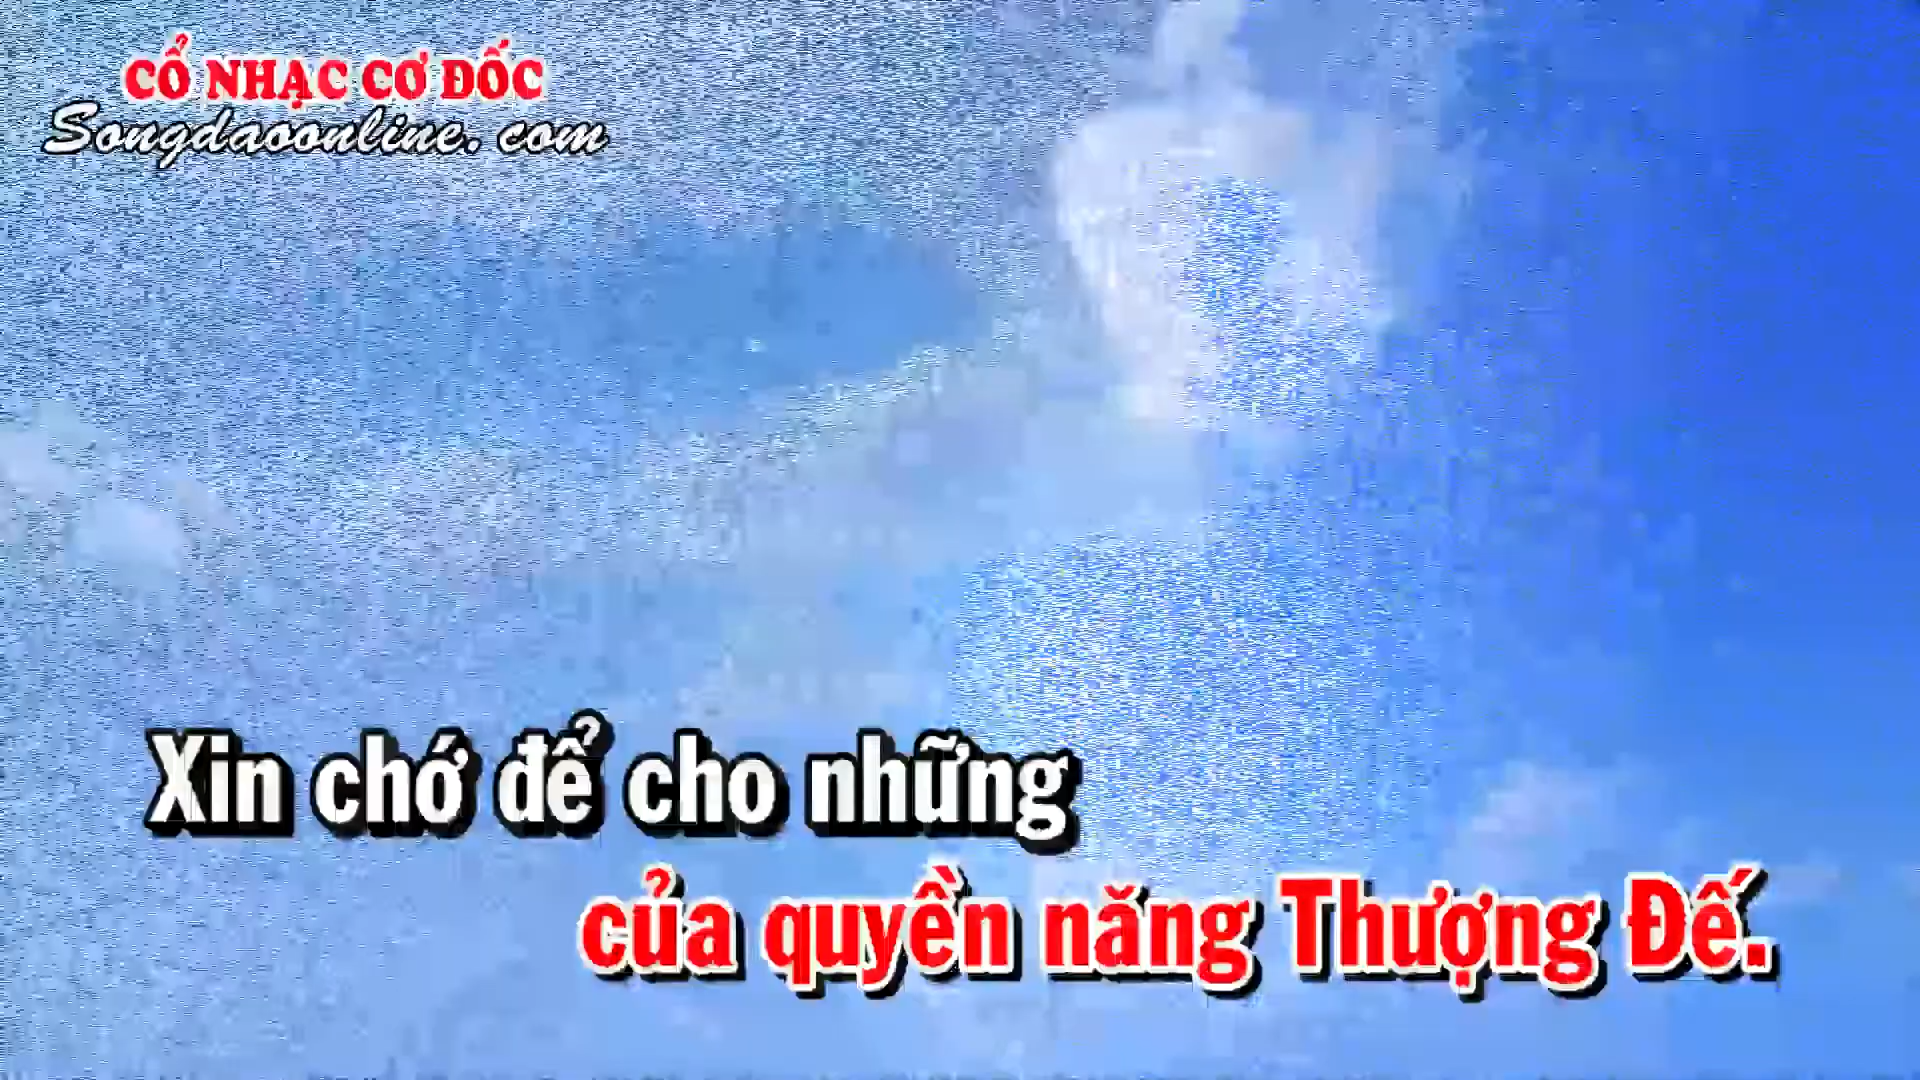 CỔ NHẠC CƠ ĐỐC
Songdaoonline.com
Xin chớ để cho những
của quyền năng Thượng Đế.